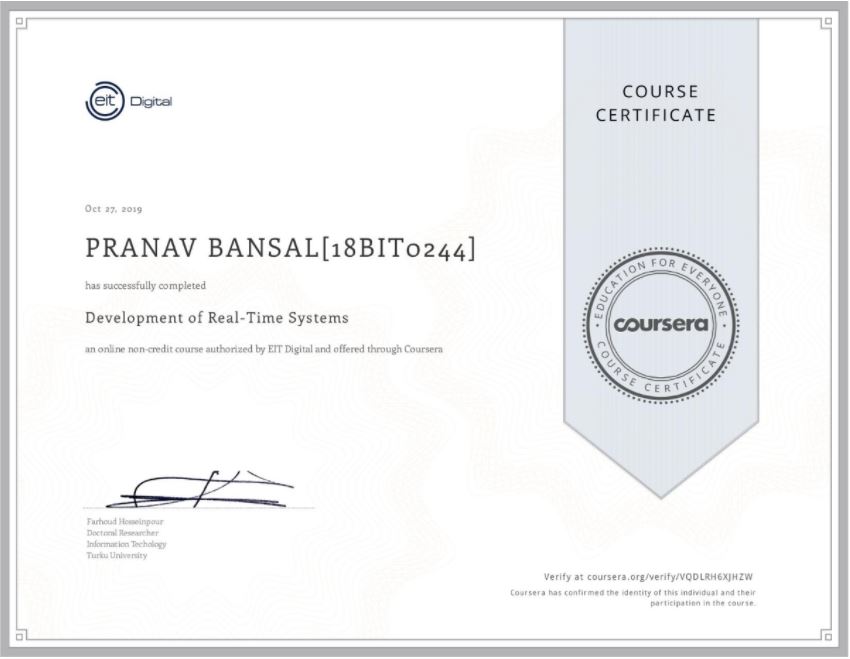 eit Digital
COURSE
CERTIFICATE
Oct 27, 2019
PRANAV BANSAL[18BIT0244]
has successfully completed
Development of Real-Time Systems
an online non-credit course authorized by EIT Digital and offered through Coursera
EDUCATION FOR EVERYONE
coursera
COURSE CERTIFICATE
Farhoud Hosseinpour
Doctoral Researcher
Information Techology
Turku University
Verify at coursera.org/verify/VQDLRH6XJHZW
Coursera has confirmed the identity of this individual and their
participation in the course.